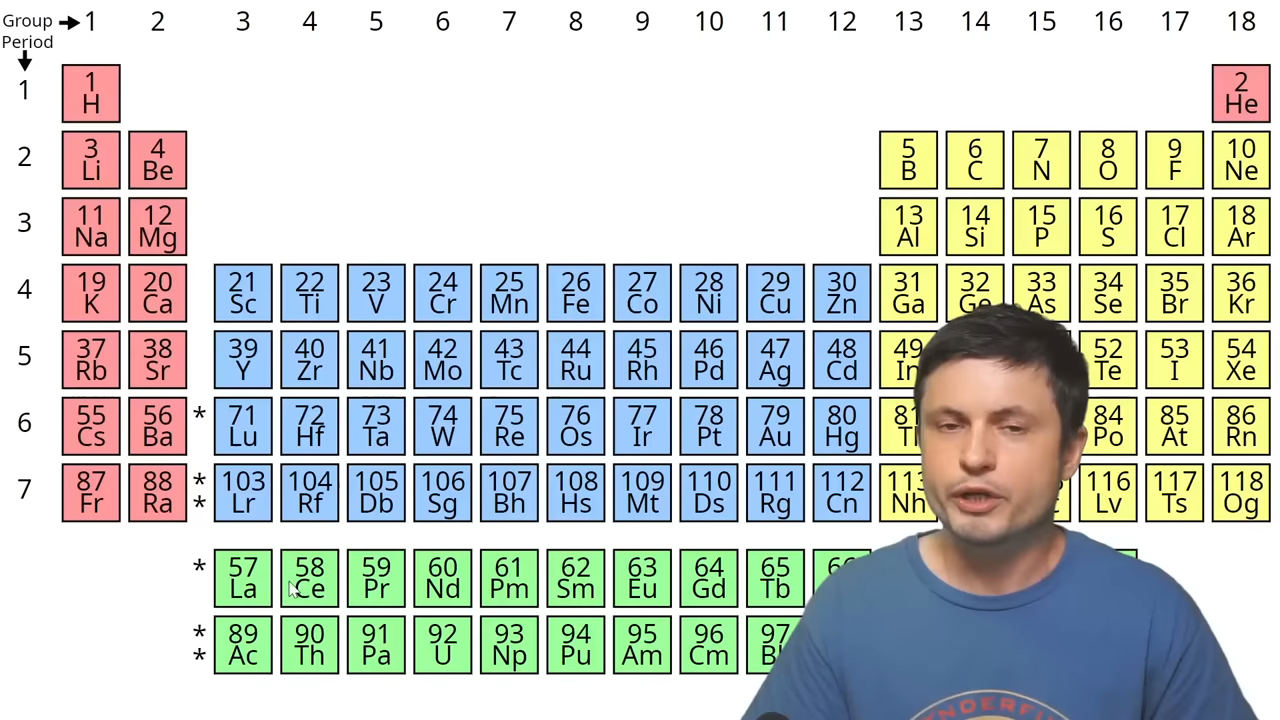 Group 1 2 3 4 5 6 7 8 9 10 11 12 13 14 15 16 17 18
Period
1 1 2
H He
2 3 4 5 6 7 8 9 10
Li Be B C N O F Ne
3 11 12 13 14 15 16 17 18
Na Mg Al Si P S Cl Ar
4 19 20 21 22 23 24 25 26 27 28 29 30 31 32 33 34 35 36
K Ca Sc Ti V Cr Mn Fe Co Ni Cu Zn Ga Ge As Se Br Kr
5 37 38 39 40 41 42 43 44 45 46 47 48 49 52 53 54
Rb Sr Y Zr Nb Mo Tc Ru Rh Pd Ag Cd In Te I Xe
6 55 56 * 71 72 73 74 75 76 77 78 79 80 84 85 86
Cs Ba Lu Hf Ta W Re Os Ir Pt Au Hg Po At Rn
7 87 88 * 103 104 105 106 107 108 109 110 111 112 113 116 117 118
Fr Ra * Lr Rf Db Sg Bh Hs Mt Ds Rg Cn Nh Lv Ts Og
* 57 58 59 60 61 62 63 64 65
La Ce Pr Nd Pm Sm Eu Gd Tb
* 89 90 91 92 93 94 95 96 97
* Ac Th Pa U Np Pu Am Cm